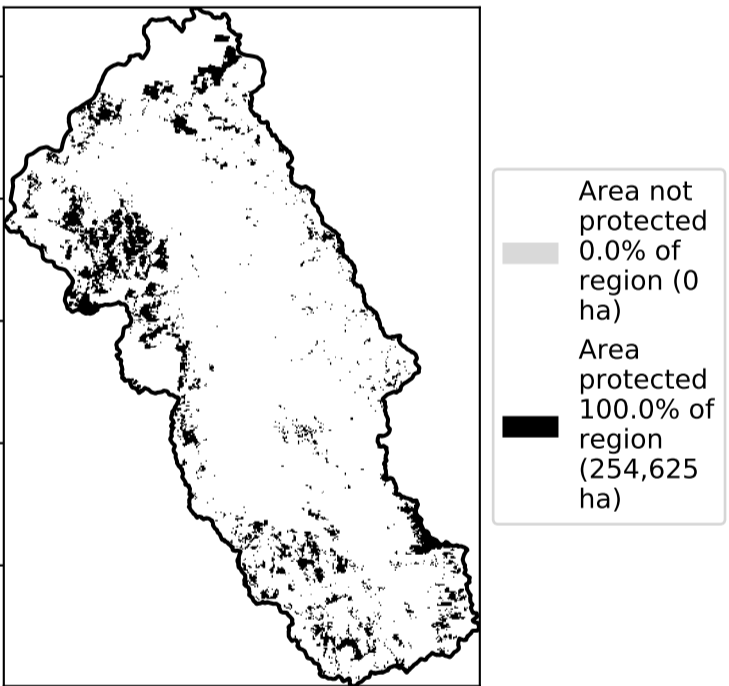 Area not
protected
0.0% of
region (0
ha)
Area
protected
100.0% of
region
(254,625
ha)